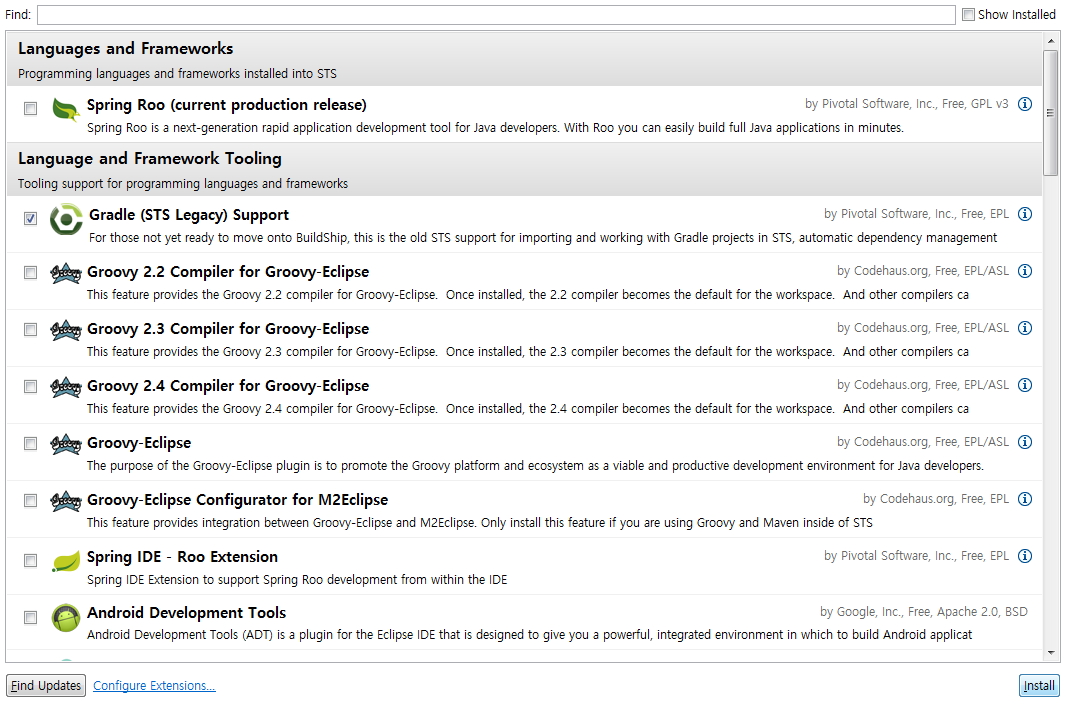 Find:
Show Installed
Languages and Frameworks
Programming languages and frameworks installed into STS
Spring Roo (current production release)
by Pivotal Software, Inc., Free, GPL v3
Spring Roo is a next-generation rapid application development tool for Java developers. With Roo you can easily build full Java applications in minutes.
Language and Framework Tooling
Tooling support for programming languages and frameworks
Gradle (STS Legacy) Support
by Pivotal Software, Inc., Free, EPL
For those not yet ready to move onto BuildShip, this is the old STS support for importing and working with Gradle projects in STS, automatic dependency management
Groovy 2.2 Compiler for Groovy-Eclipse
by Codehaus.org, Free, EPL/ASL
This feature provides the Groovy 2.2 compiler for Groovy-Eclipse. Once installed, the 2.2 compiler becomes the default for the workspace. And other compilers ca
Groovy 2.3 Compiler for Groovy-Eclipse
by Codehaus.org, Free, EPL/ASL
This feature provides the Groovy 2.3 compiler for Groovy-Eclipse. Once installed, the 2.3 compiler becomes the default for the workspace. And other compilers ca
Groovy 2.4 Compiler for Groovy-Eclipse
by Codehaus.org, Free, EPL/ASL
This feature provides the Groovy 2.4 compiler for Groovy-Eclipse. Once installed, the 2.4 compiler becomes the default for the workspace. And other compilers ca
Groovy-Eclipse
by Codehaus.org, Free, EPL/ASL
The purpose of the Groovy-Eclipse plugin is to promote the Groovy platform and ecosystem as a viable and productive development environment for Java developers.
Groovy-Eclipse Configurator for M2Eclipse
by Codehaus.org, Free, EPL
This feature provides integration between Groovy-Eclipse and M2Eclipse. Only install this feature if you are using Groovy and Maven inside of STS
Spring IDE - Roo Extension
by Pivotal Software, Inc., Free, EPL
Spring IDE Extension to support Spring Roo development from within the IDE
Android Development Tools
by Google, Inc., Free, Apache 2.0, BSD
Android Development Tools (ADT) is a plugin for the Eclipse IDE that is designed to give you a powerful, integrated environment in which to build Android applicat
Find Updates
Configure Extensions...
Install